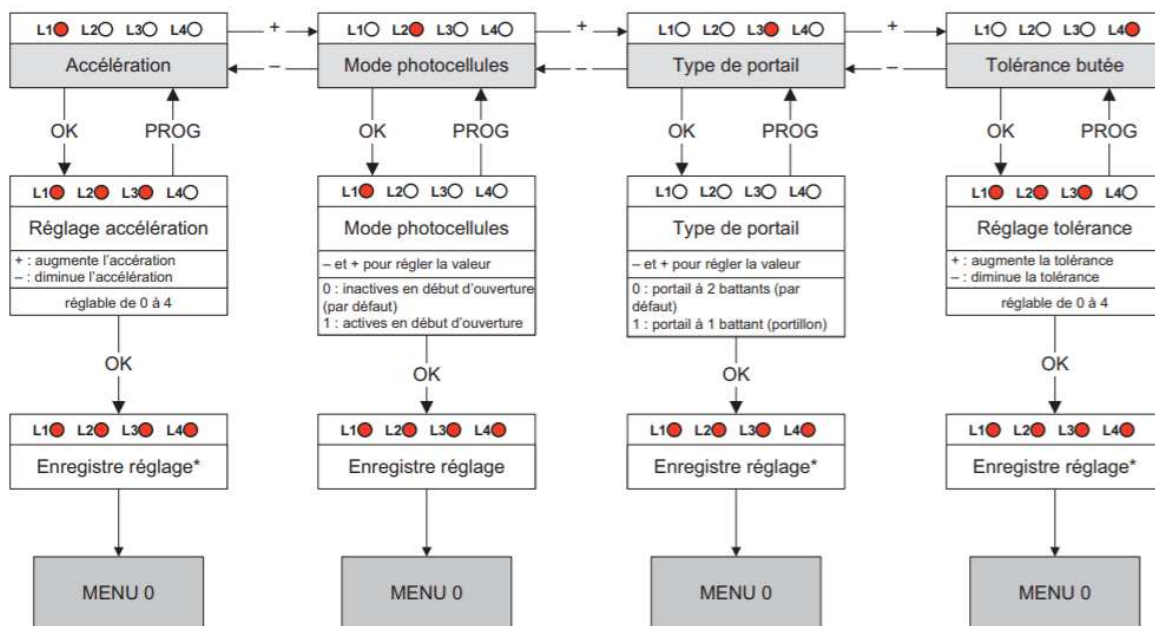 L1 L2 L3 L4
+
L1 L2 L3 L4
+
L1 L2 L3 L4
+
L1 L2 L3 L4
Accélération
–
Mode photocellules
–
Type de portail
–
Tolérance butée
OK
PROG
OK
PROG
OK
PROG
OK
PROG
L1 L2 L3 L4
Réglage accélération
+ : augmente l’accération
– : diminue l’accélération
réglable de 0 à 4
L1 L2 L3 L4
Mode photocellules
– et + pour régler la valeur
0 : inactives en début d’ouverture
(par défaut)
1 : actives en début d’ouverture
L1 L2 L3 L4
Type de portail
– et + pour régler la valeur
0 : portail à 2 battants (par
défaut)
1 : portail à 1 battant (portillon)
L1 L2 L3 L4
Réglage tolérance
+ : augmente la tolérance
– : diminue la tolérance
réglable de 0 à 4
OK
OK
OK
OK
L1 L2 L3 L4
Enregistre réglage*
L1 L2 L3 L4
Enregistre réglage
L1 L2 L3 L4
Enregistre réglage*
L1 L2 L3 L4
Enregistre réglage*
MENU 0
MENU 0
MENU 0
MENU 0